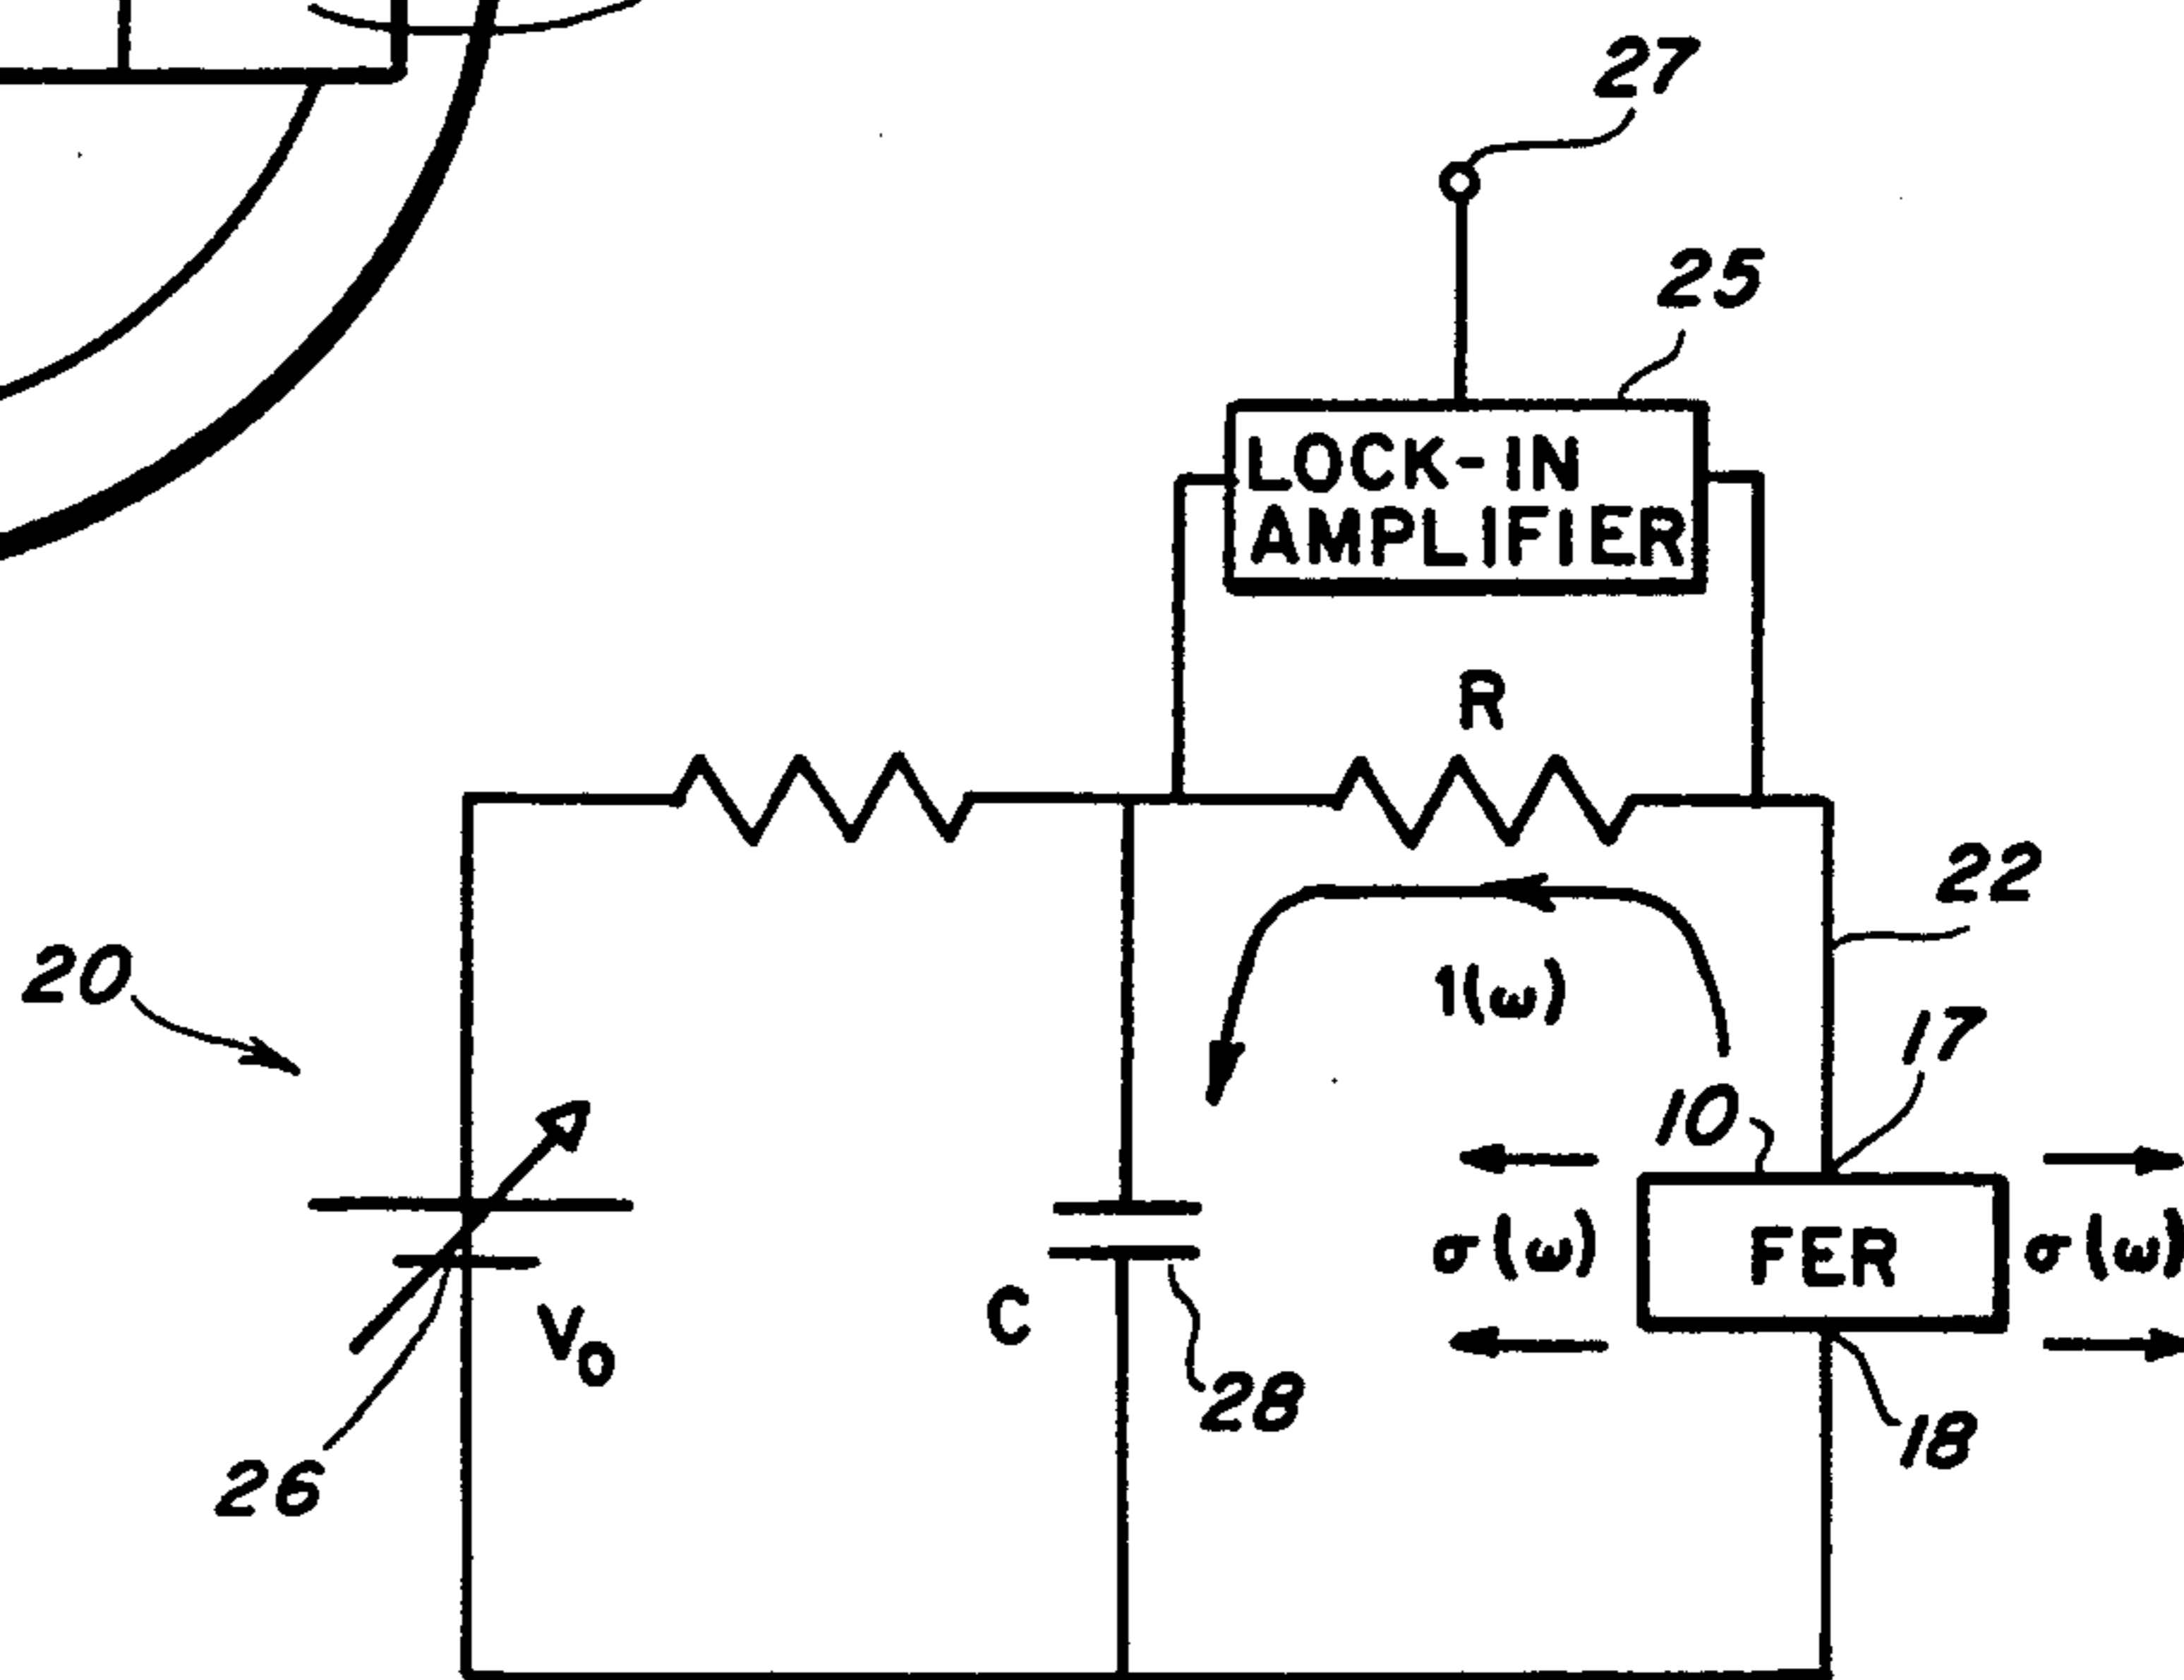 27
25
LOCK-IN
AMPLIFIER
R
22
20
1(ω)
17
10
σ(ω)
FER
σ(ω)
C
V0
28
18
26